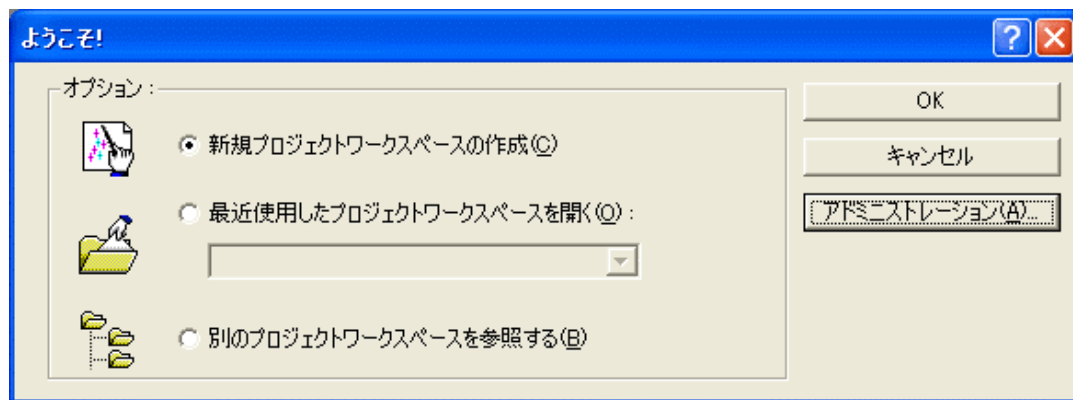 ようこそ!
オプション:
新規プロジェクトワークスペースの作成(C)
最近使用したプロジェクトワークスペースを開く(O):
別のプロジェクトワークスペースを参照する(B)
OK
キャンセル
アドミニストレーション(A)...